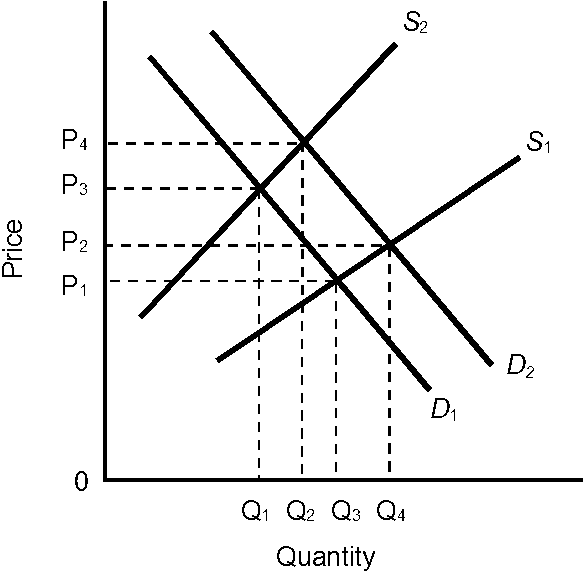 S2
S1
P4
P3
P2
P1
Price
D2
D1
0
Q1 Q2 Q3 Q4
Quantity